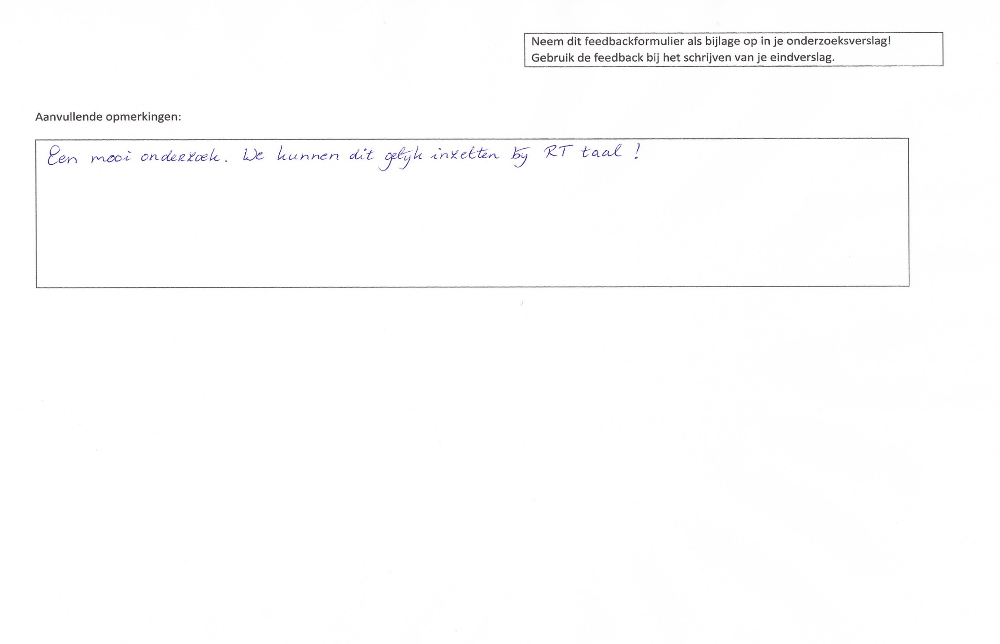 Neem dit feedbackformulier als bijlage op in je onderzoeksverslag!
Gebruik de feedback bij het schrijven van je eindverslag.
Aanvullende opmerkingen:
Een mooi onderzoek. We kunnen dit gelijk inzetten bij RT taal !